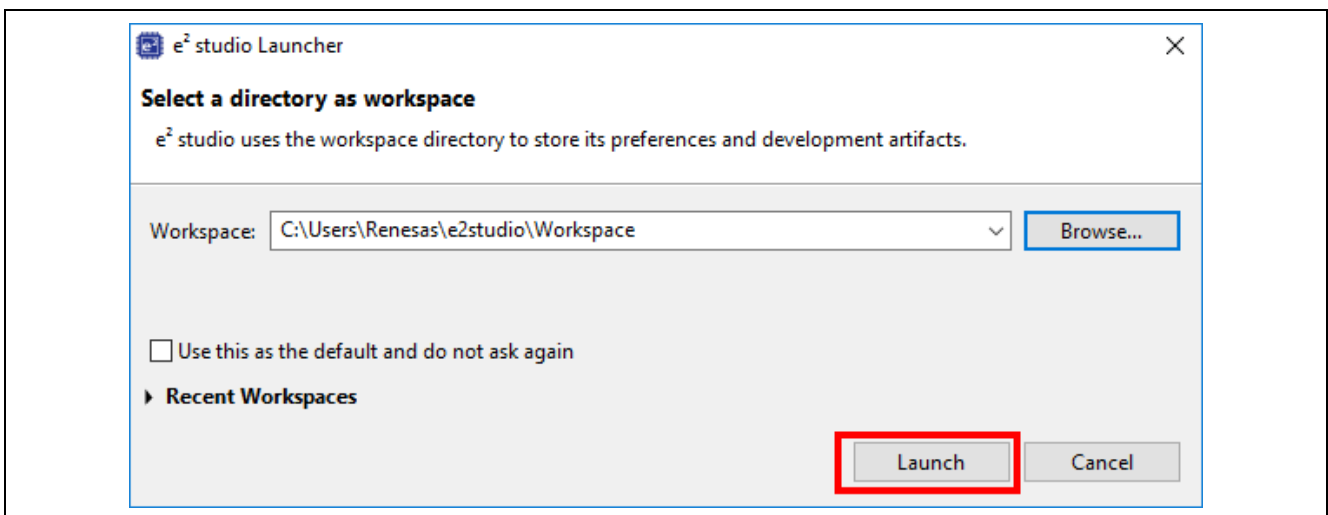 e² studio Launcher
Select a directory as workspace
e² studio uses the workspace directory to store its preferences and development artifacts.
Workspace: C:\Users\Renesas\e2studio\Workspace Browse...
Use this as the default and do not ask again
Recent Workspaces
Launch Cancel